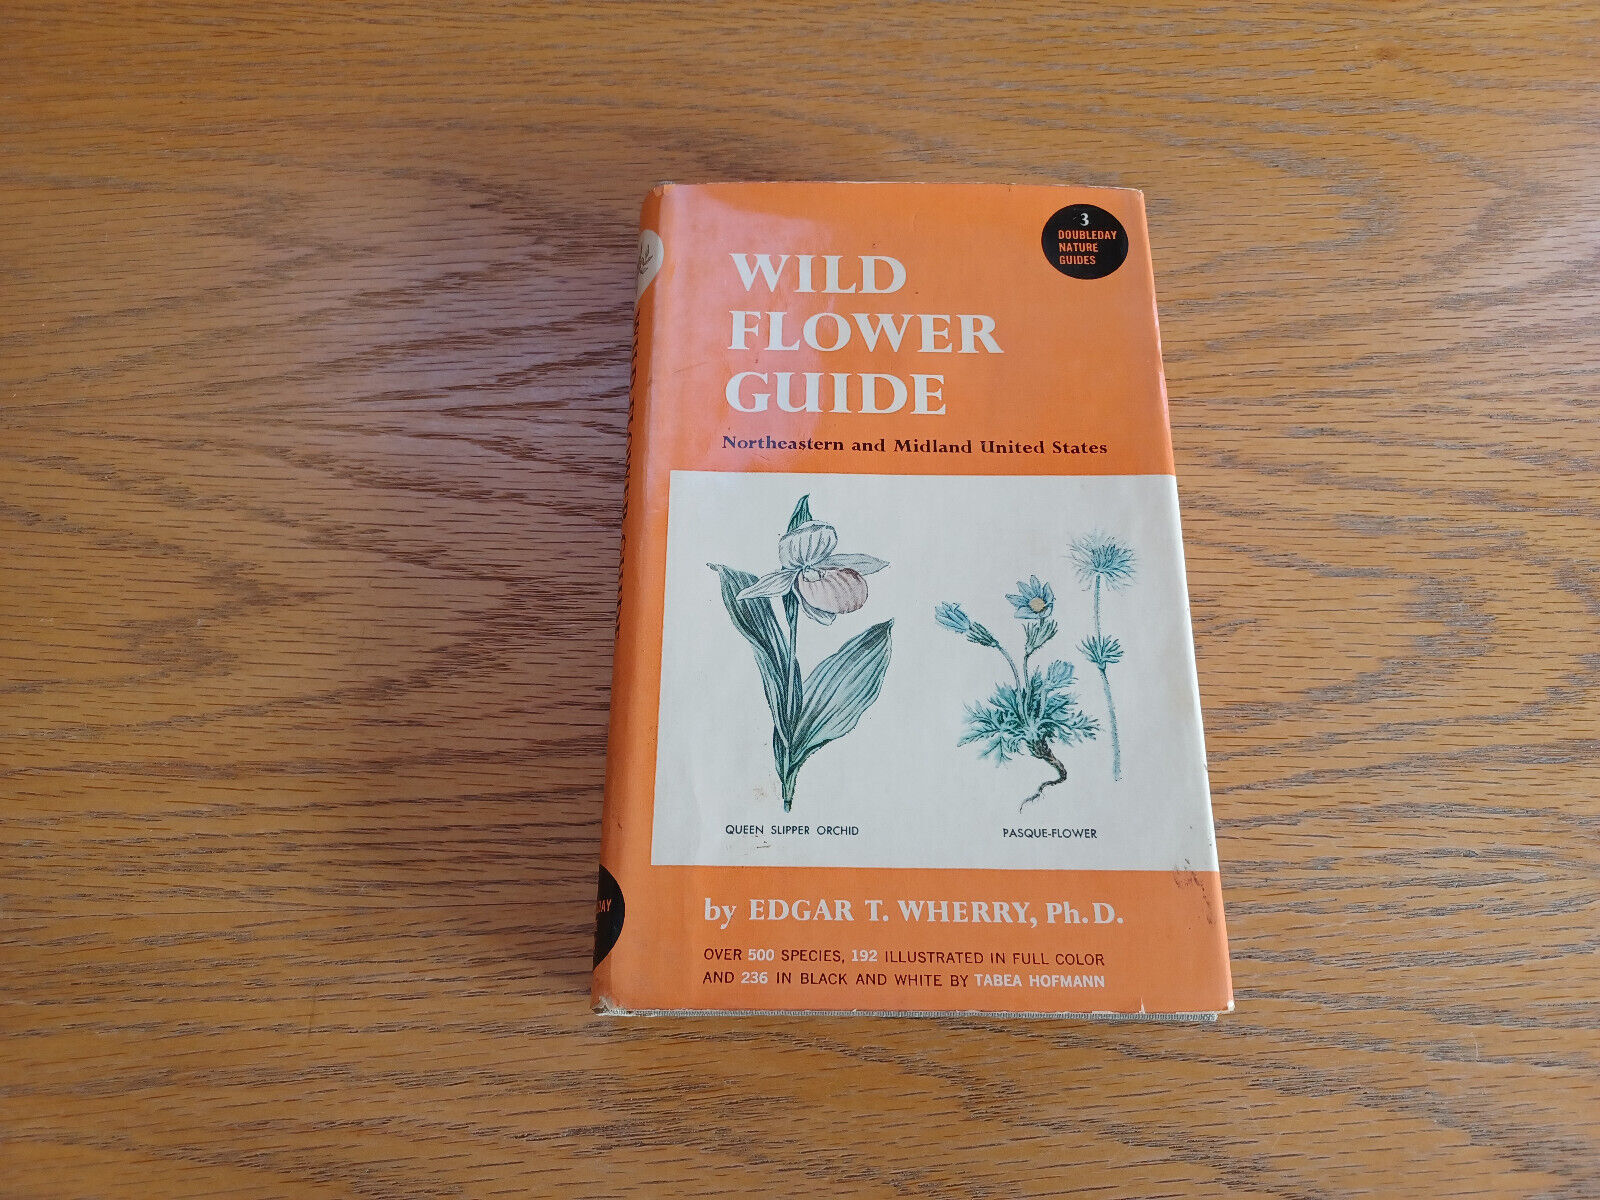 3
DOUBLEDAY
NATURE
GUIDES
WILD
FLOWER
GUIDE
Northeastern and Midland United States
QUEEN SLIPPER ORCHID
PASQUE-FLOWER
by EDGAR T. WHERRY, Ph.D.
OVER 500 SPECIES, 192 ILLUSTRATED IN FULL COLOR
AND 236 IN BLACK AND WHITE BY TABEA HOFMANN